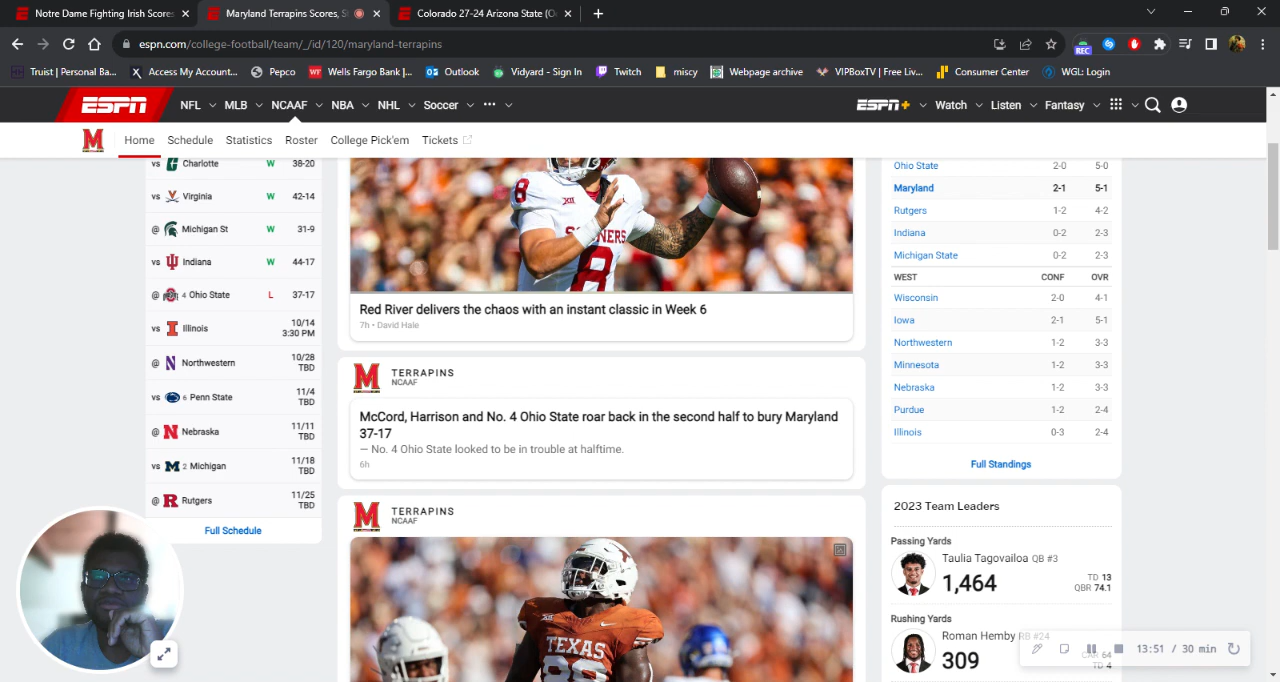 Notre Dame Fighting Irish Scores
Maryland Terrapins Scores, S
Colorado 27-24 Arizona State (O
espn.com/college-football/team/_/id/120/maryland-terrapins
REC
Truist | Personal Ba...
Access My Account...
Pepco
WF
Wells Fargo Bank |...
Outlook
Vidyard - Sign In
Twitch
miscy
Webpage archive
VIPBoxTV | Free Liv...
Consumer Center
WGL: Login
ESPN
NFL
MLB
NCAAF
NBA
NHL
Soccer
ESPN+
Watch
Listen
Fantasy
M
Home
Schedule
Statistics
Roster
College Pick'em
Tickets
vs Charlotte W 38-20
vs Virginia W 42-14
@ Michigan St W 31-9
vs Indiana W 44-17
@ 4 Ohio State L 37-17
vs Illinois 10/14
3:30 PM
@ Northwestern 10/28
TBD
vs 6 Penn State 11/4
TBD
@ Nebraska 11/11
TBD
vs 2 Michigan 11/18
TBD
@ Rutgers 11/25
TBD
Full Schedule
8
XII
SOONERS
8
Red River delivers the chaos with an instant classic in Week 6
7h • David Hale
M
TERRAPINS
NCAAF
McCord, Harrison and No. 4 Ohio State roar back in the second half to bury Maryland
37-17
— No. 4 Ohio State looked to be in trouble at halftime.
6h
M
TERRAPINS
NCAAF
TEXAS
Ohio State 2-0 5-0
Maryland 2-1 5-1
Rutgers 1-2 4-2
Indiana 0-2 2-3
Michigan State 0-2 2-3
WEST CONF OVR
Wisconsin 2-0 4-1
Iowa 2-1 5-1
Northwestern 1-2 3-3
Minnesota 1-2 3-3
Nebraska 1-2 3-3
Purdue 1-2 2-4
Illinois 0-3 2-4
Full Standings
2023 Team Leaders
Passing Yards
Taulia Tagovailoa QB #3
1,464
TD 13
QBR 74.1
Rushing Yards
Roman Hemby RB #24
309
CAR 64
TD 4
13:51 / 30 min